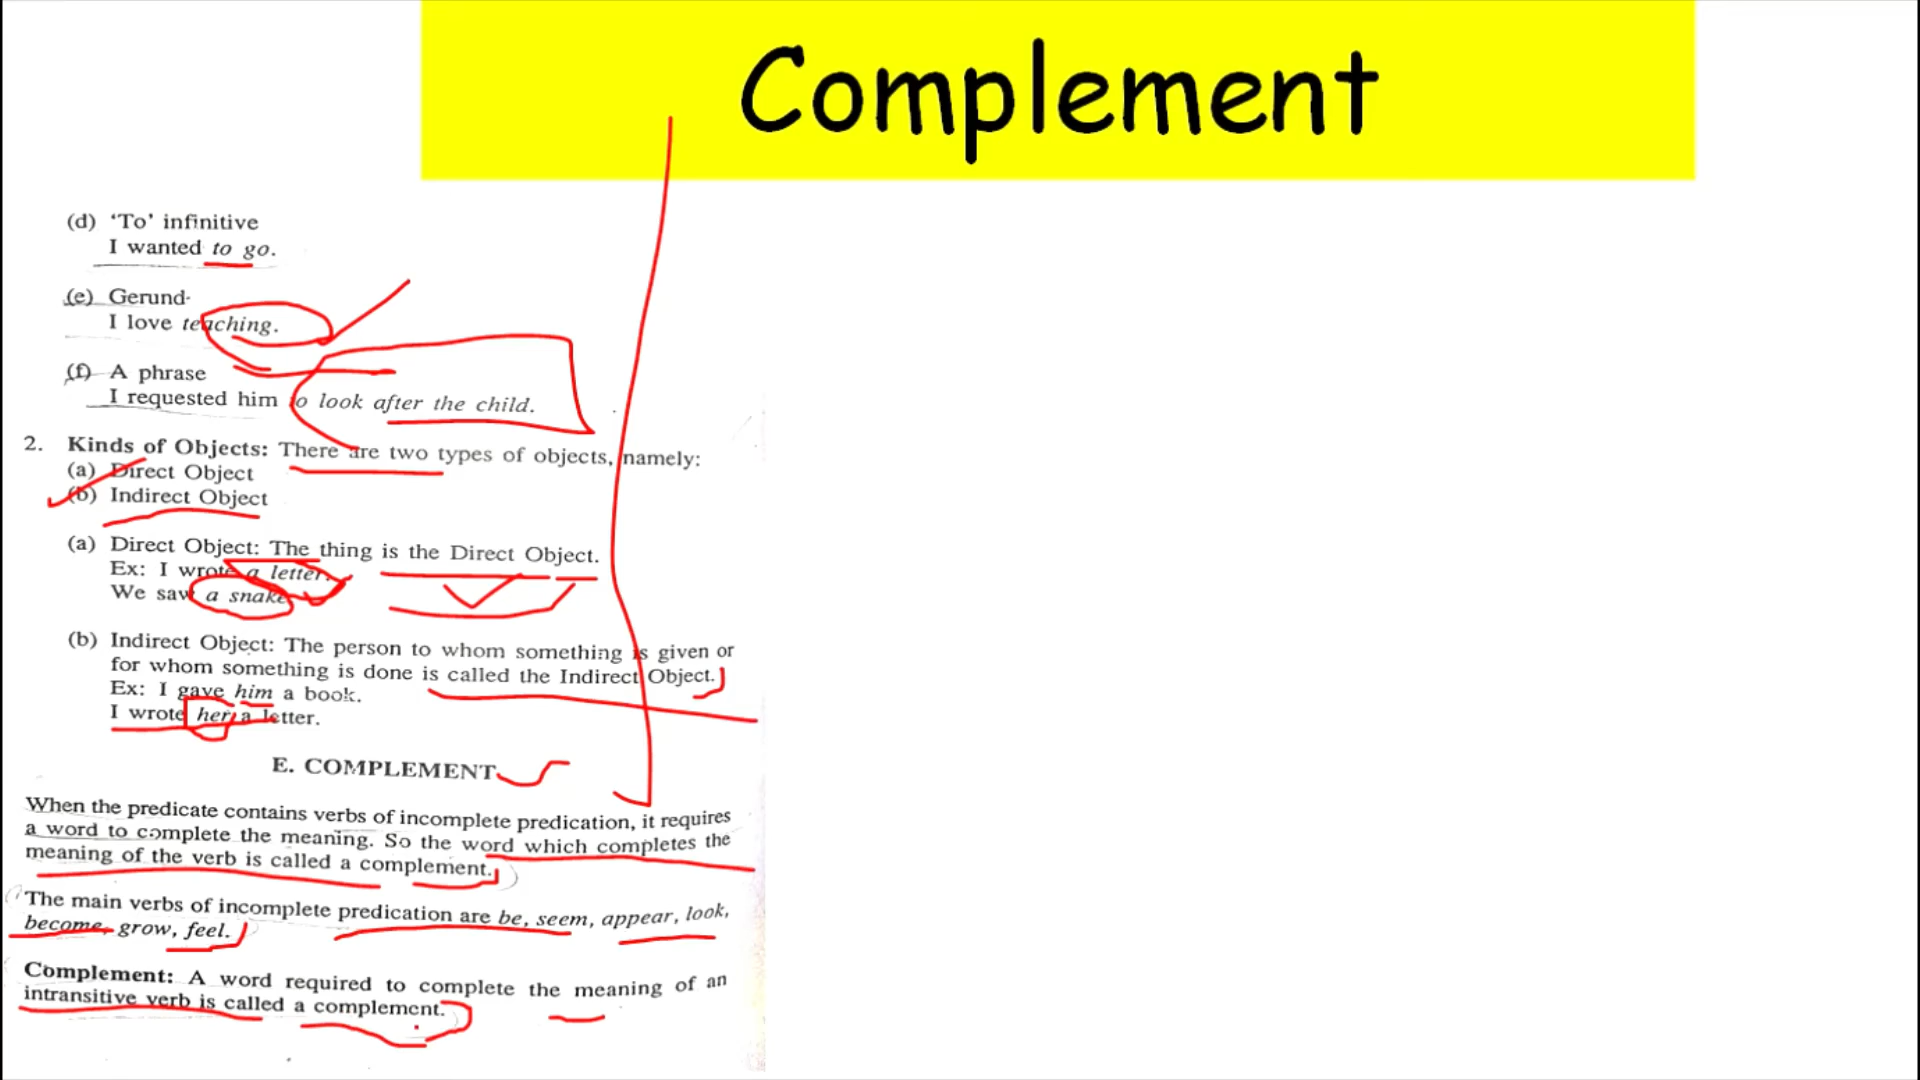 Complement
(d) 'To' infinitive
I wanted to go.
(e) Gerund
I love teaching.
(f) A phrase
I requested him to look after the child.
2. Kinds of Objects: There are two types of objects, namely:
(a) Direct Object
(b) Indirect Object
(a) Direct Object: The thing is the Direct Object.
Ex: I wrote a letter.
We saw a snake
(b) Indirect Object: The person to whom something is given or
for whom something is done is called the Indirect Object.
Ex: I gave him a book.
I wrote her a letter.
E. COMPLEMENT
When the predicate contains verbs of incomplete predication, it requires
a word to complete the meaning. So the word which completes the
meaning of the verb is called a complement.
The main verbs of incomplete predication are be, seem, appear, look,
become, grow, feel.
Complement: A word required to complete the meaning of an
intransitive verb is called a complement.